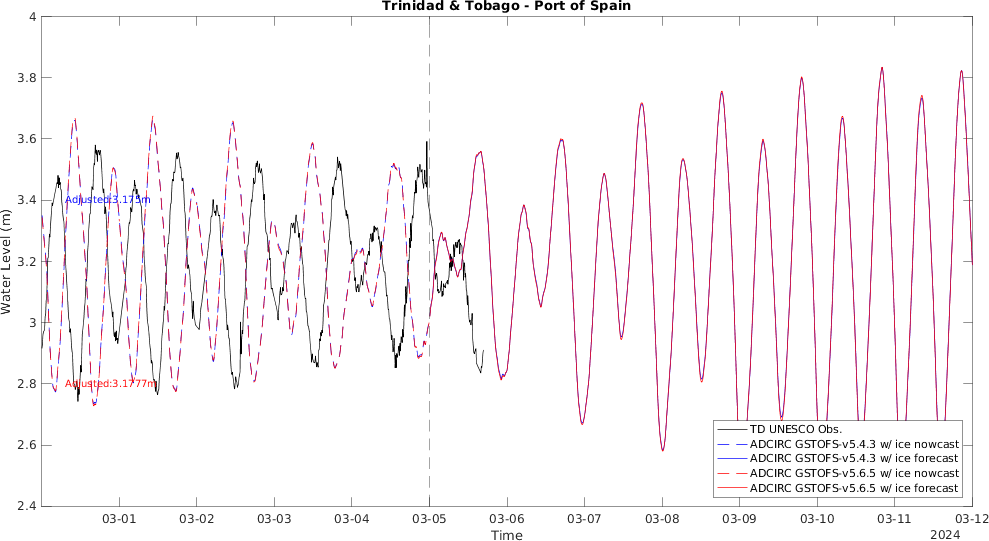 Trinidad & Tobago - Port of Spain
4
3.8
3.6
3.4
3.2
3
2.8
2.6
2.4
Water Level (m)
Adjusted:3.175m
Adjusted:3.1777m
TD UNESCO Obs.
ADCIRC GSTOFS-v5.4.3 w/ ice nowcast
ADCIRC GSTOFS-v5.4.3 w/ ice forecast
ADCIRC GSTOFS-v5.6.5 w/ ice nowcast
ADCIRC GSTOFS-v5.6.5 w/ ice forecast
03-01 03-02 03-03 03-04 03-05 03-06 03-07 03-08 03-09 03-10 03-11 03-12
Time
2024